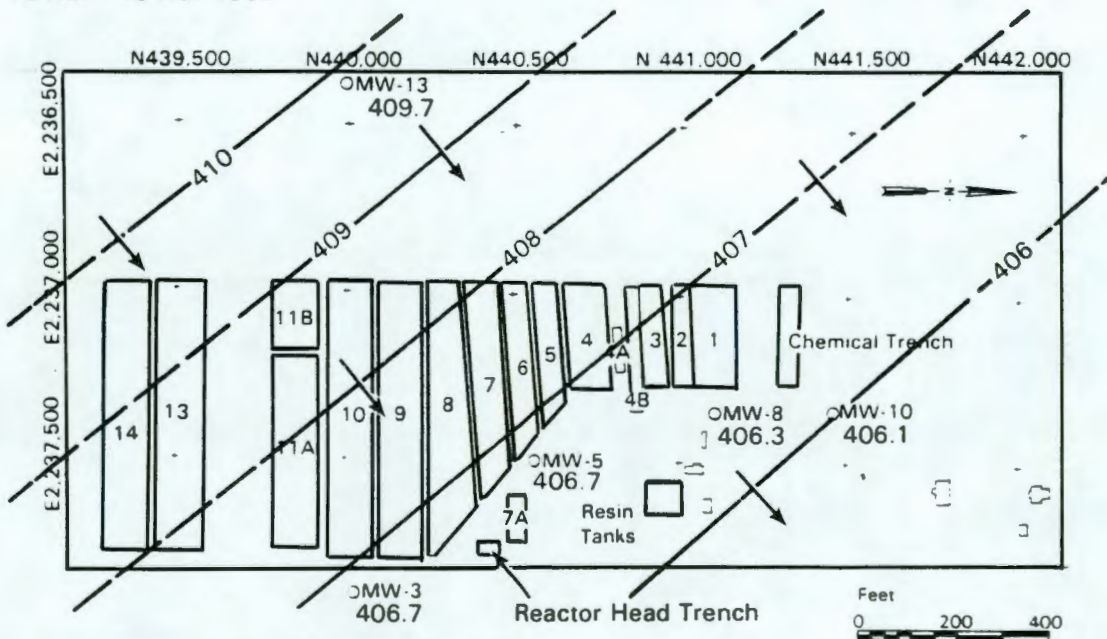 N439.500 N440.000 N440.500 N 441.000 N441.500 N442.000
E2.236.500
E2.237.000
E2.237.500
OMW-13
409.7
410
409
408
407
406
N
14
13
11B
11A
10
9
8
7
6
5
4
4A
4B
3
2
1
Chemical Trench
OMW-8
406.3
OMW-10
406.1
OMW-5
406.7
7A
Resin
Tanks
OMW-3
406.7
Reactor Head Trench
Feet
0 200 400